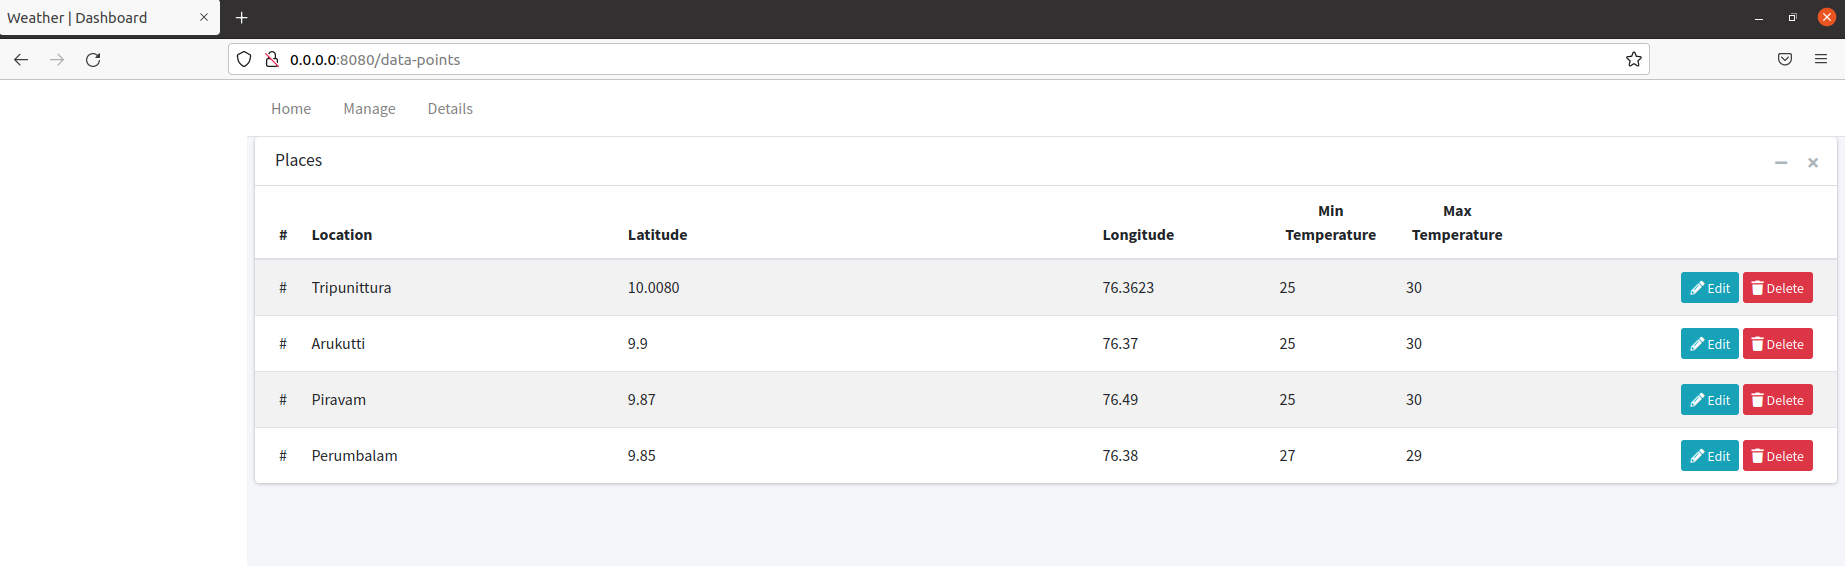 Weather | Dashboard
0.0.0.0:8080/data-points
Home Manage Details
Places
# Location Latitude Longitude Min Temperature Max Temperature
# Tripunittura 10.0080 76.3623 25 30 Edit Delete
# Arukutti 9.9 76.37 25 30 Edit Delete
# Piravam 9.87 76.49 25 30 Edit Delete
# Perumbalam 9.85 76.38 27 29 Edit Delete